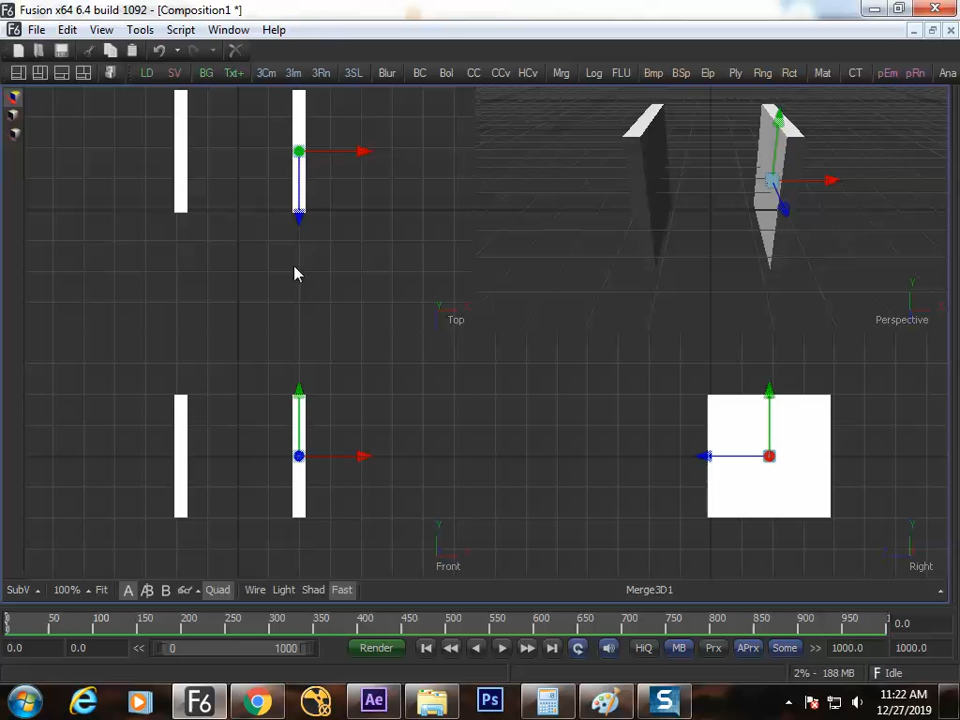 Fusion x64 6.4 build 1092 - [Composition1 *]
File Edit View Tools Script Window Help
LD SV BG Txt+ 3Cm 3Im 3Rn 3SL Blur BC Bol CC CCv HCv Mrg Log FLU Bmp BSp Elp Ply Rng Rct Mat CT pEm pRn Ana
Y
X
Top
Y
Perspective
Y
X
Front
Y
Right
SubV 100% Fit A A/B B Quad Wire Light Shad Fast Merge3D1
0 50 100 150 200 250 300 350 400 450 500 550 600 650 700 750 800 850 900 950 0.0
0.0 0.0 << 0 1000 Render HiQ MB Prx APrx Some >> 1000.0 1000.0
2% - 188 MB Idle
F6 Ae Ps S
11:22 AM
12/27/2019